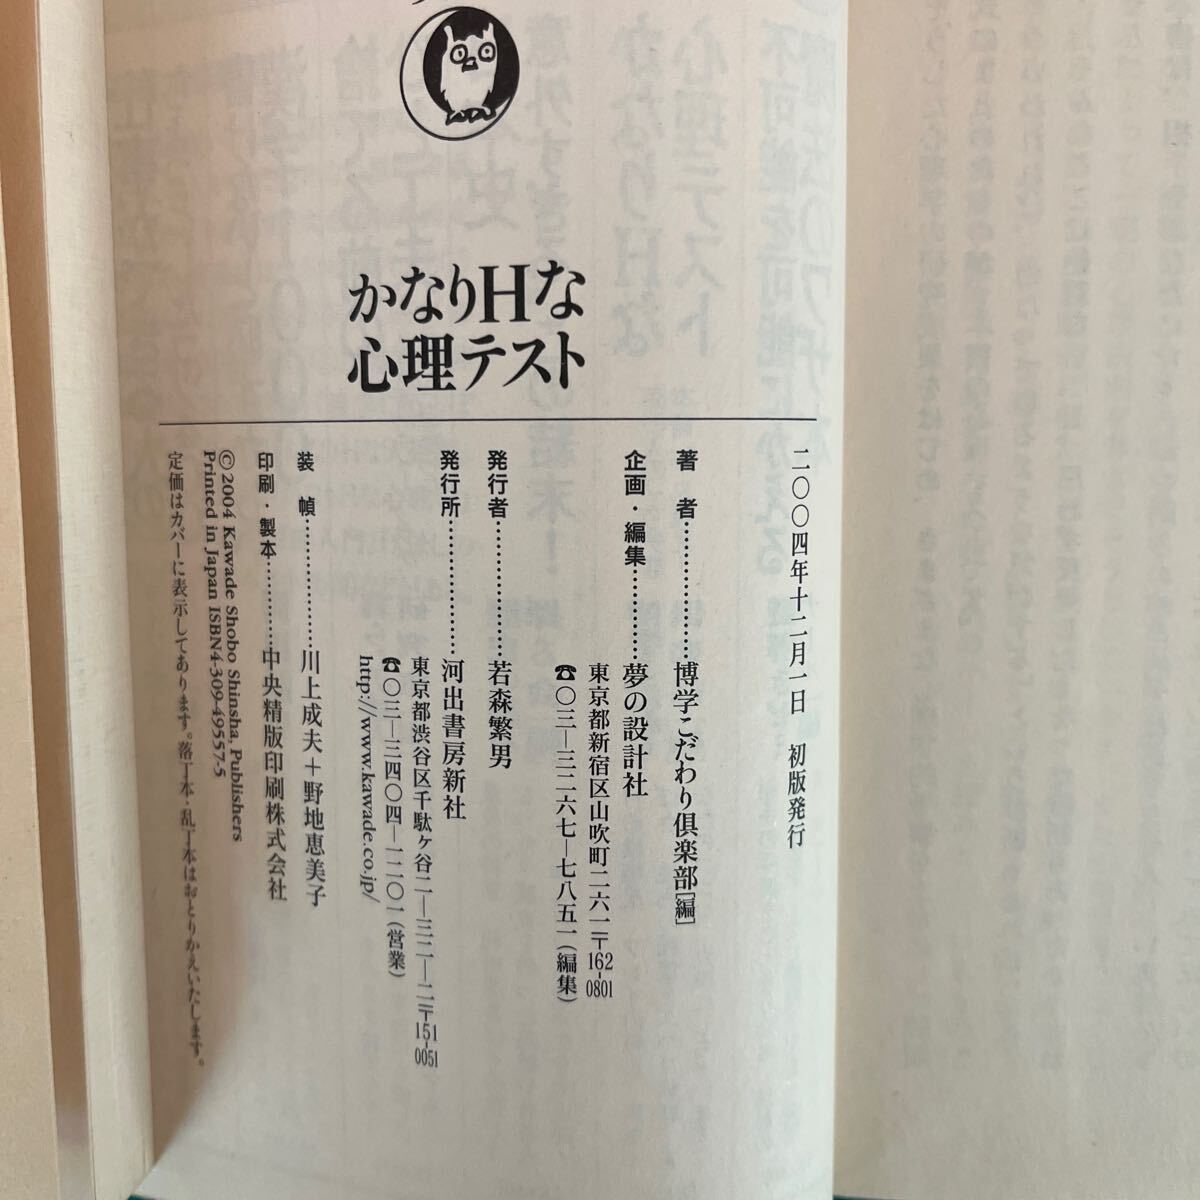 かなりHな
心理テスト
二〇〇四年十二月一日　初版発行
著　者………………博学こだわり倶楽部[編]
企画・編集…………夢の設計社
東京都新宿区山吹町二六一〒162-0801
☎〇三―三二六七―七八五一(編集)
発行者………………若森繁男
発行所………………河出書房新社
東京都渋谷区千駄ヶ谷二―三二―二〒151-0051
☎〇三―三四〇四―一二〇一(営業)
http://www.kawade.co.jp/
装　幀………………川上成夫＋野地恵美子
印刷・製本…………中央精版印刷株式会社
©2004 Kawade Shobo Shinsha, Publishers
Printed in Japan ISBN4-309-49557-5
定価はカバーに表示してあります。落丁本・乱丁本はおとりかえいたします。